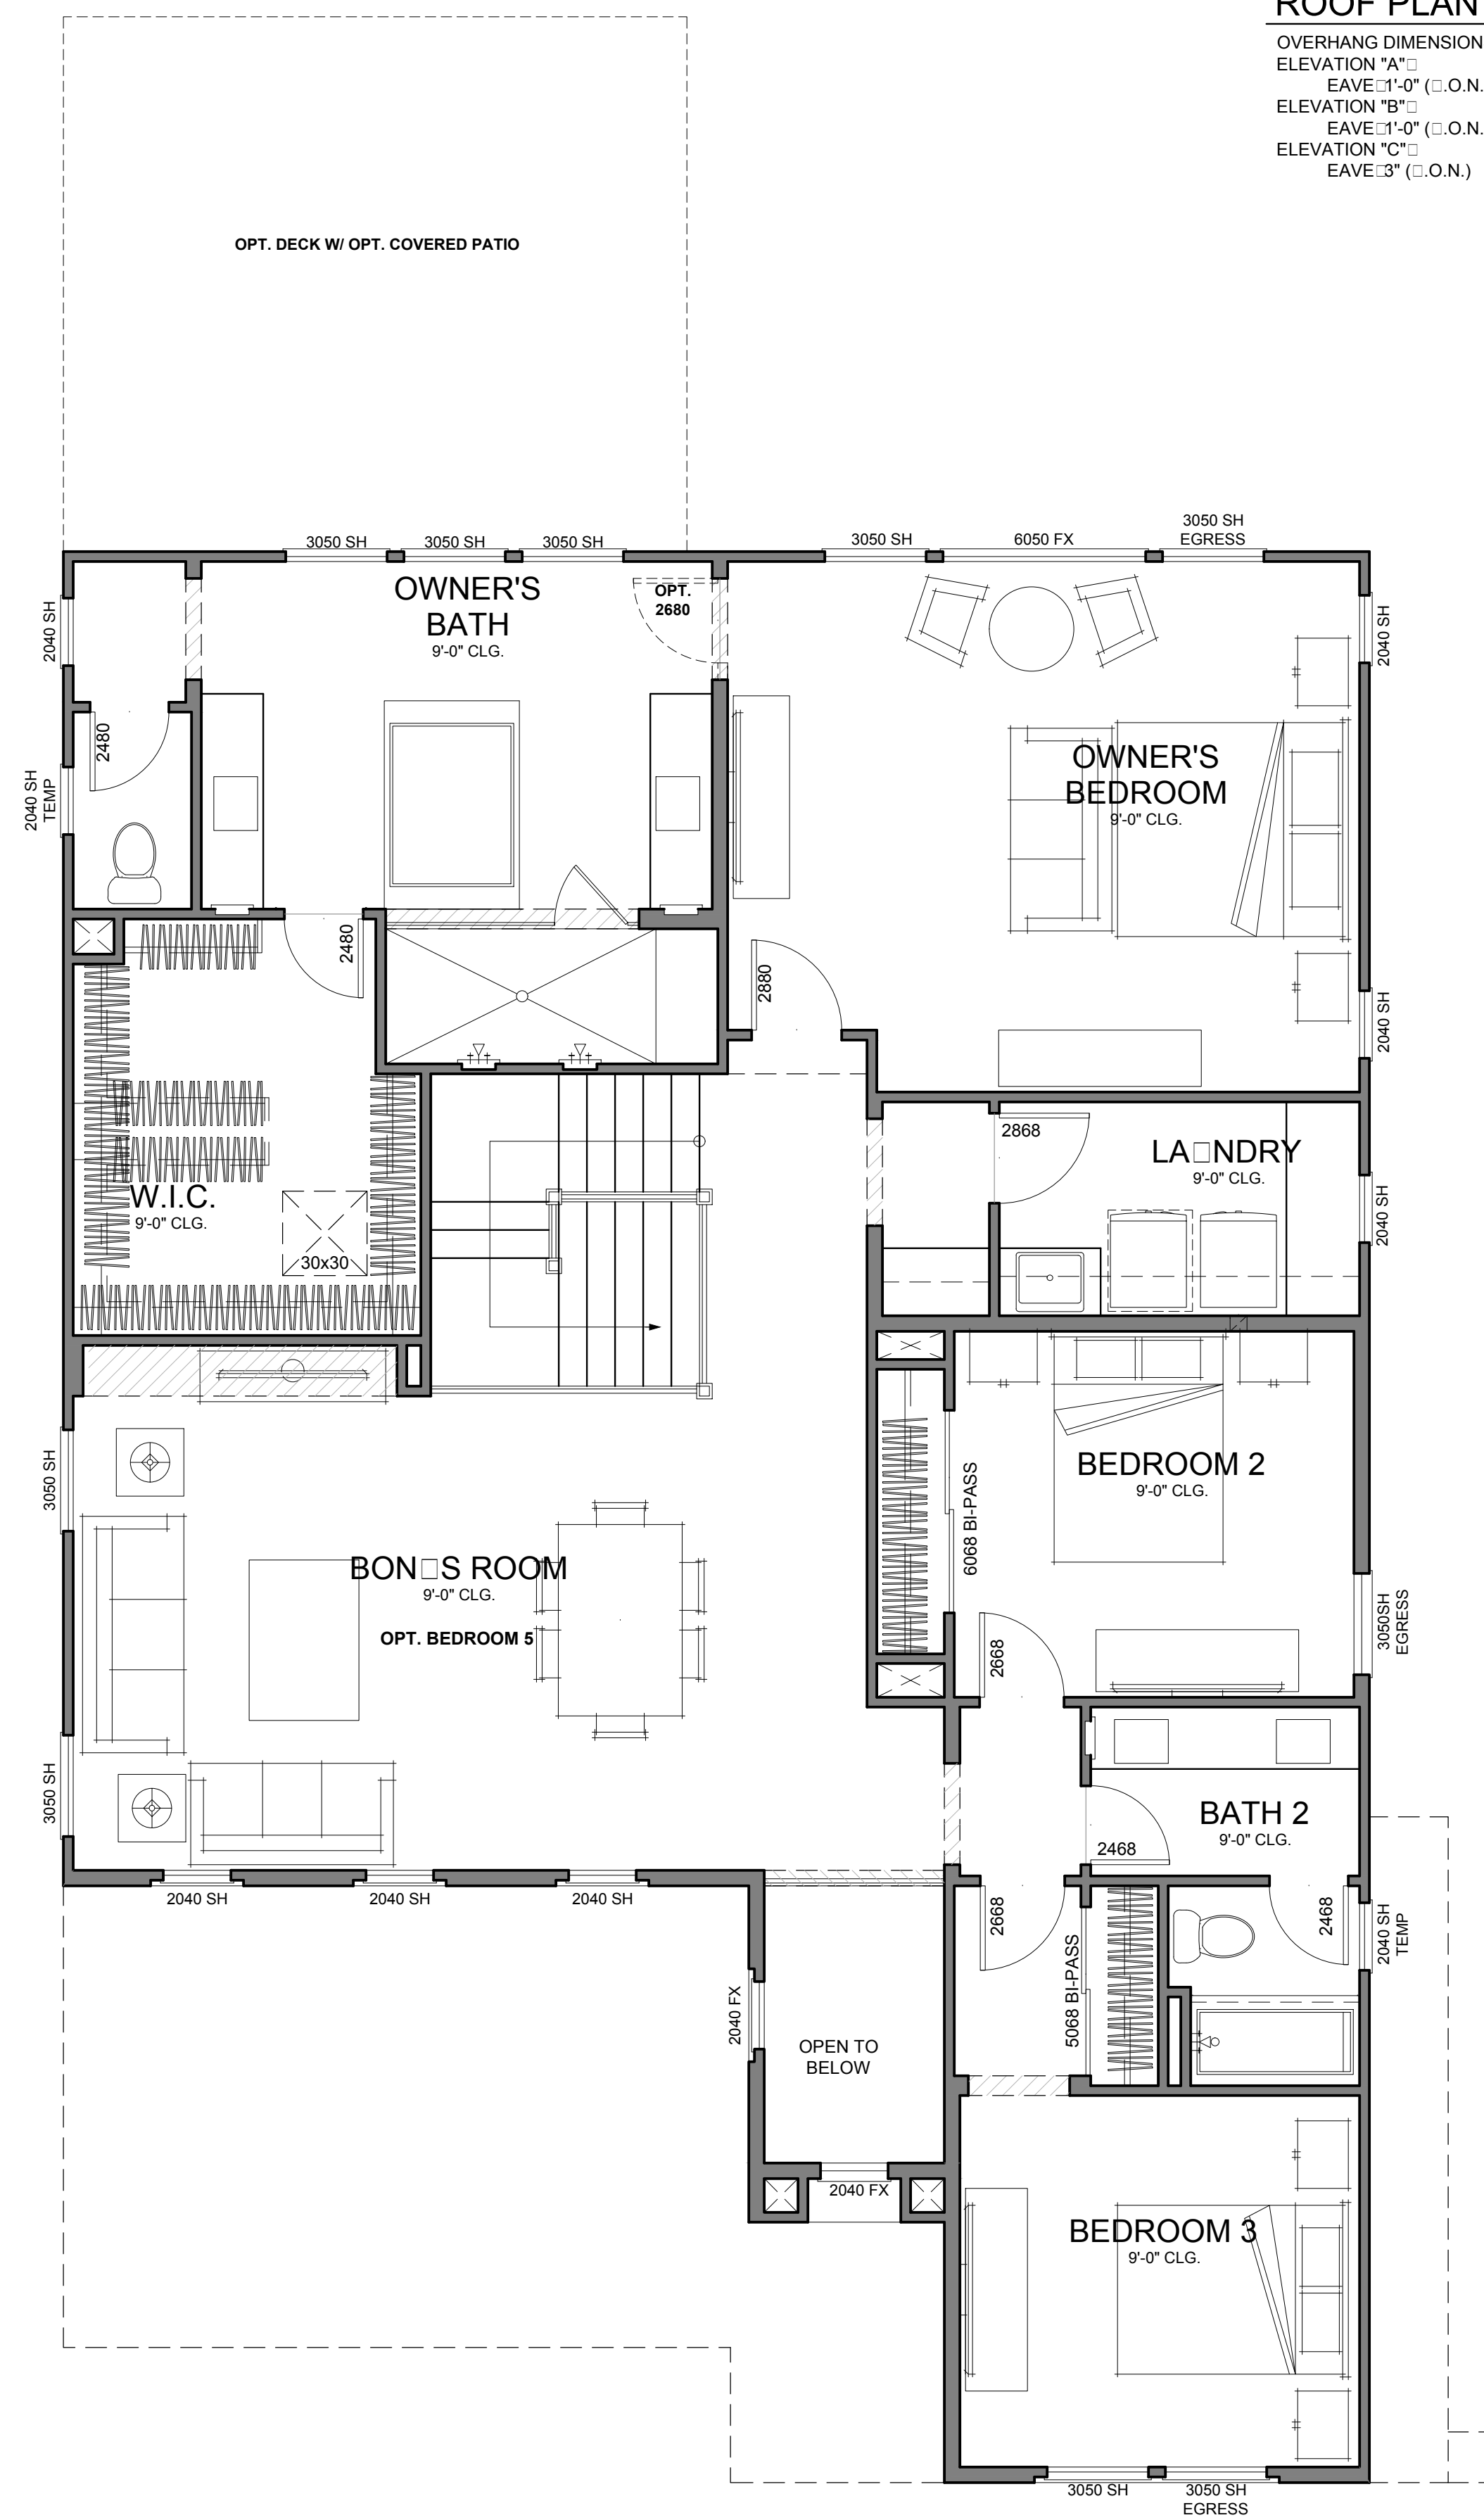 ROOF PLAN
OVERHANG DIMENSION
ELEVATION "A"□
EAVE□1'-0" (□.O.N.
ELEVATION "B"□
EAVE□1'-0" (□.O.N.
ELEVATION "C"□
EAVE□3" (□.O.N.)
OPT. DECK W/ OPT. COVERED PATIO
3050 SH
3050 SH
3050 SH
3050 SH
6050 FX
3050 SH
EGRESS
OWNER'S
BATH
9'-0" CLG.
OPT.
2680
2040 SH
2040 SH
2480
2040 SH
TEMP
OWNER'S
BEDROOM
9'-0" CLG.
2480
2880
2040 SH
2868
LA□NDRY
9'-0" CLG.
2040 SH
W.I.C.
9'-0" CLG.
30x30
3050 SH
BEDROOM 2
9'-0" CLG.
6068 BI-PASS
BON□S ROOM
9'-0" CLG.
OPT. BEDROOM 5
3050SH
EGRESS
2668
3050 SH
BATH 2
9'-0" CLG.
2468
2040 SH
2040 SH
2040 SH
2668
2468
2040 SH
TEMP
5068 BI-PASS
2040 FX
OPEN TO
BELOW
2040 FX
BEDROOM 3
9'-0" CLG.
3050 SH
3050 SH
EGRESS